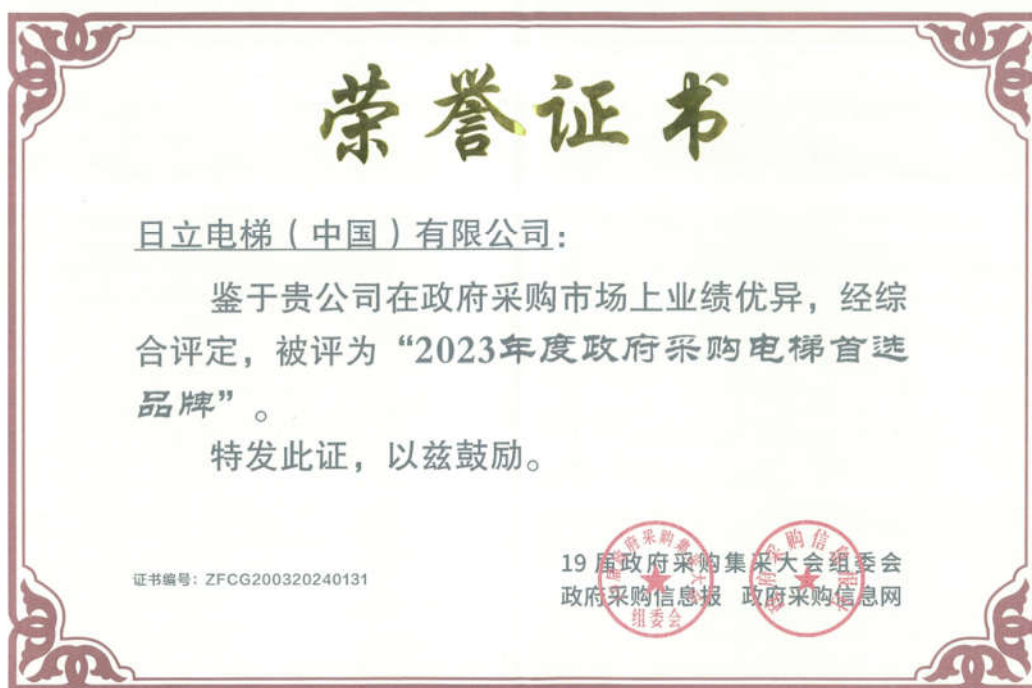 荣誉证书
日立电梯（中国）有限公司：
鉴于贵公司在政府采购市场上业绩优异，经综
合评定，被评为“2023年度政府采购电梯首选
品牌”。
特发此证，以兹鼓励。
证书编号：ZFCG200320240131
19届政府采购集采大会组委会
政府采购信息报 政府采购信息网
组委会